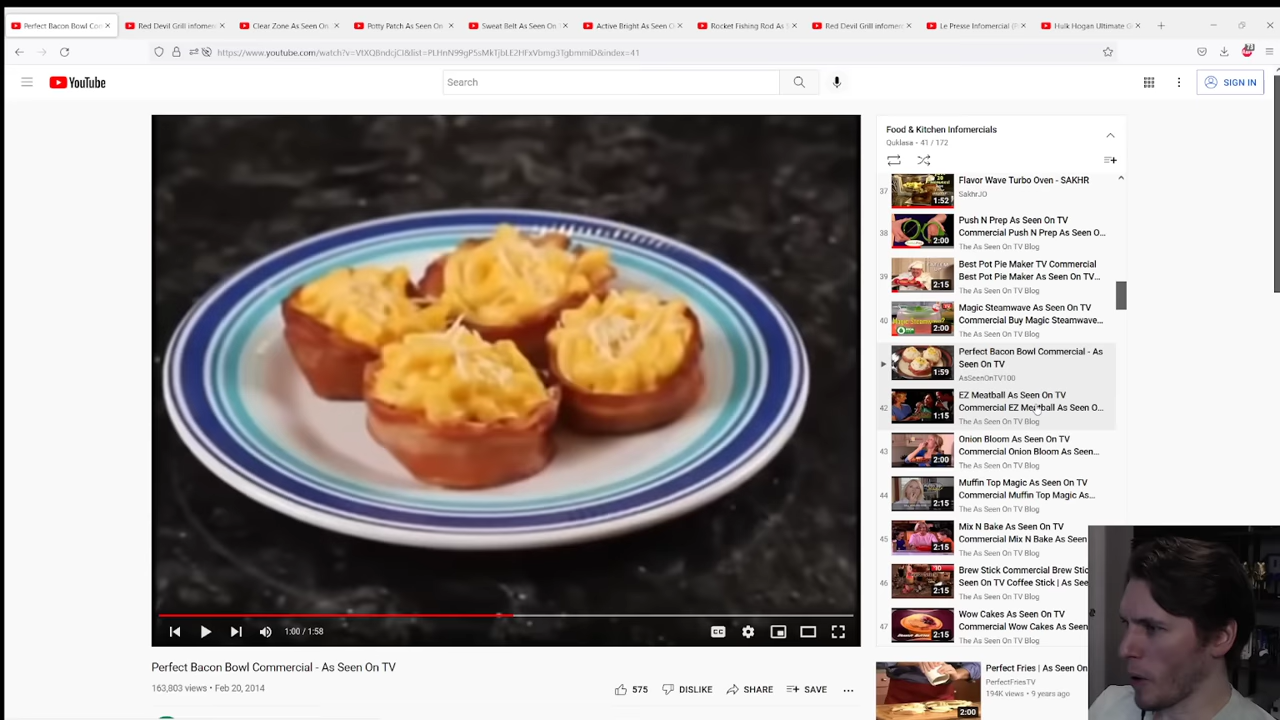 Perfect Bacon Bowl Co
Red Devil Grill infomer
Clear Zone As Seen On
Potty Patch As Seen On
Sweat Belt As Seen On
Active Bright As Seen O
Rocket Fishing Rod As
Red Devil Grill infomer
Le Presse Infomercial (P
Hulk Hogan Ultimate G
YouTube
Search
SIGN IN
Food & Kitchen Infomercials
Quklasa - 41 / 172
37
Flavor Wave Turbo Oven - SAKHR
SakhrJO
1:52
38
Push N Prep As Seen On TV
Commercial Push N Prep As Seen O...
The As Seen On TV Blog
2:00
39
Best Pot Pie Maker TV Commercial
Best Pot Pie Maker As Seen On TV...
The As Seen On TV Blog
2:15
40
Magic Steamwave As Seen On TV
Commercial Buy Magic Steamwave...
The As Seen On TV Blog
2:00
Perfect Bacon Bowl Commercial - As
Seen On TV
AsSeenOnTV100
1:59
42
EZ Meatball As Seen On TV
Commercial EZ Meatball As Seen O...
The As Seen On TV Blog
1:15
43
Onion Bloom As Seen On TV
Commercial Onion Bloom As Seen...
The As Seen On TV Blog
2:00
44
Muffin Top Magic As Seen On TV
Commercial Muffin Top Magic As...
The As Seen On TV Blog
2:15
45
Mix N Bake As Seen On TV
Commercial Mix N Bake As Seen
The As Seen On TV Blog
2:15
46
Brew Stick Commercial Brew Stic
Seen On TV Coffee Stick | As See
The As Seen On TV Blog
2:15
47
Wow Cakes As Seen On TV
Commercial Wow Cakes As Seen
The As Seen On TV Blog
2:15
1:00 / 1:58
CC
Perfect Bacon Bowl Commercial - As Seen On TV
163,803 views • Feb 20, 2014
575
DISLIKE
SHARE
SAVE
Perfect Fries | As Seen On
PerfectFriesTV
194K views • 9 years ago
2:00